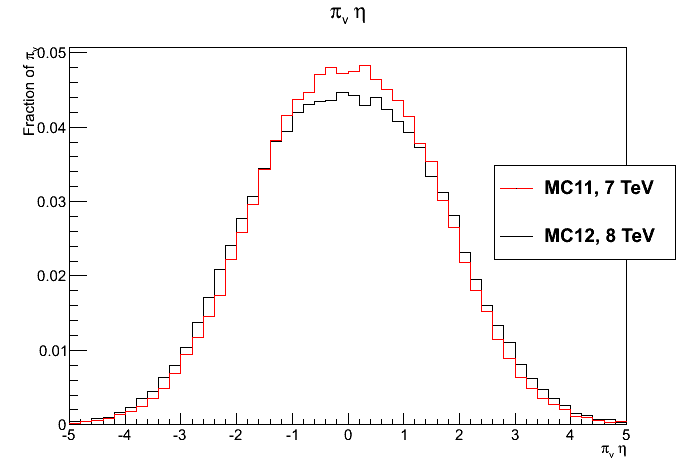 πv η
Fraction of πv
0.05
0.04
0.03
0.02
0.01
0
-5 -4 -3 -2 -1 0 1 2 3 4 5
πv η
MC11, 7 TeV
MC12, 8 TeV